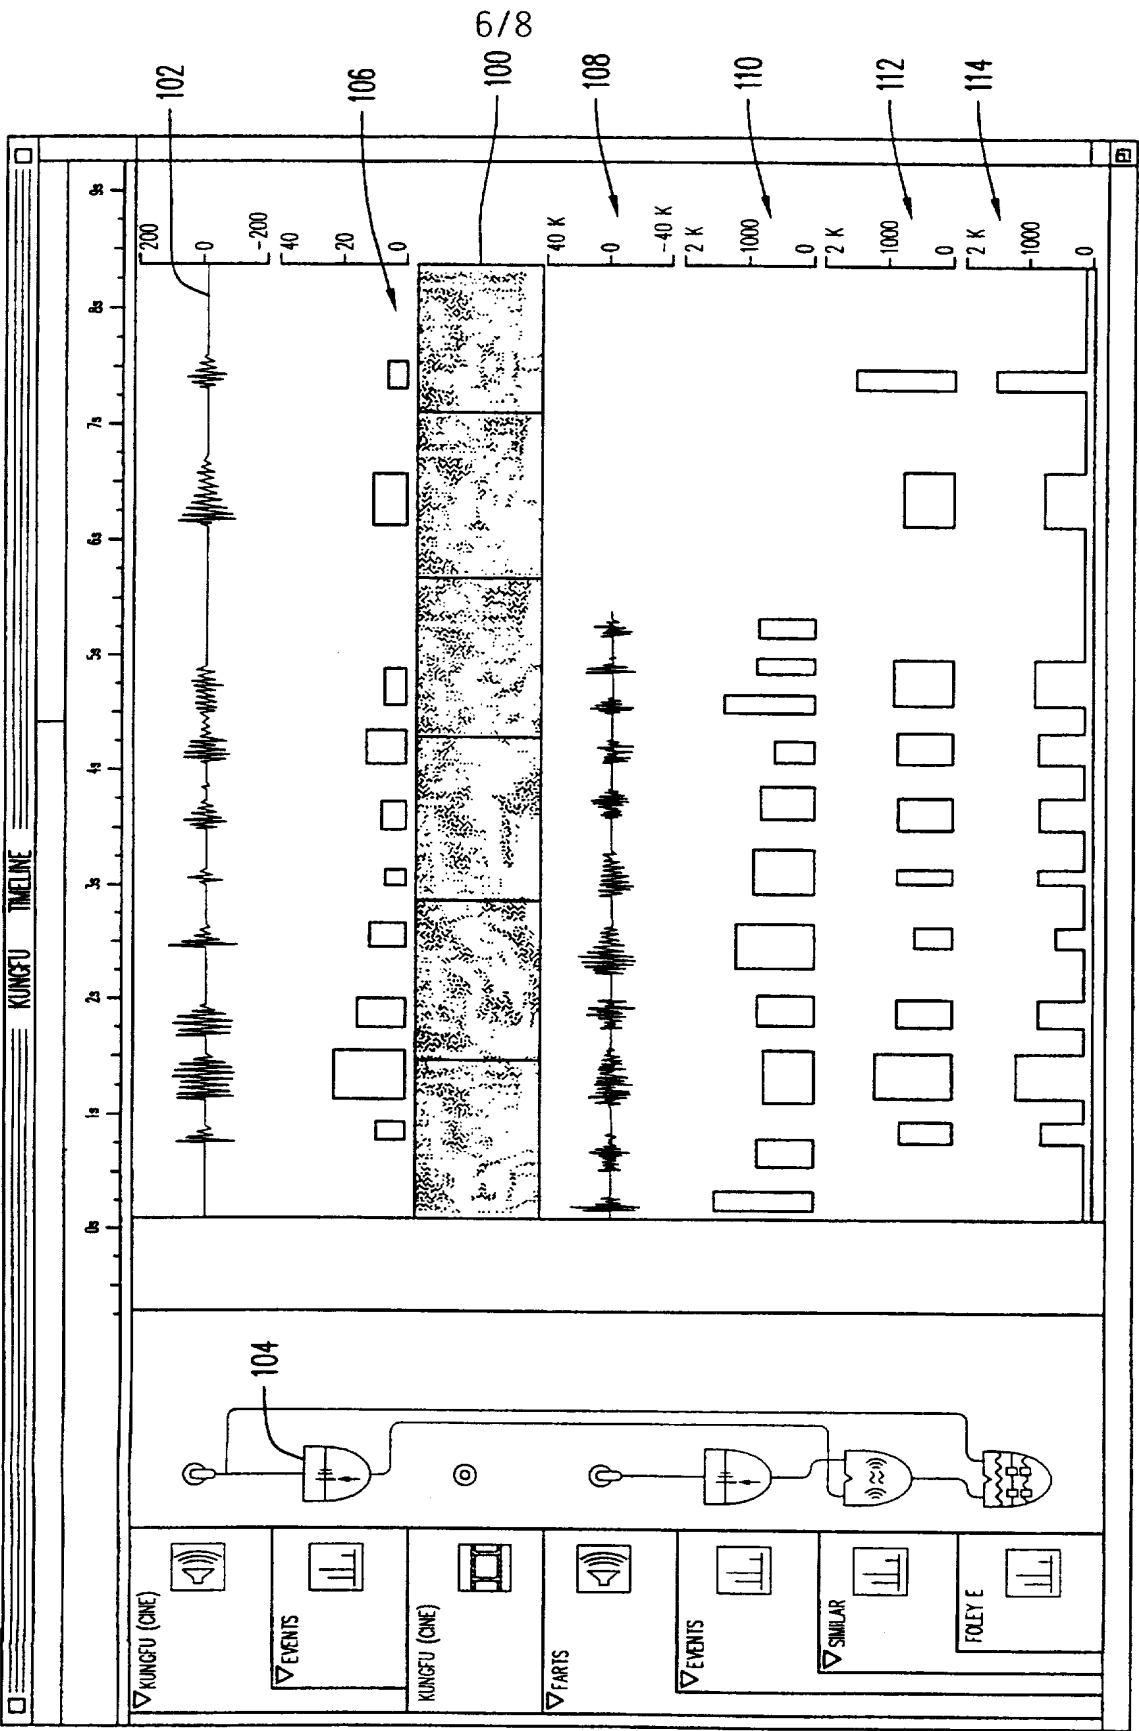 6/8
KUNGFU TIMELINE
0s 1s 2s 3s 4s 5s 6s 7s 8s 9s
▽ KUNGFU (CINE)
200
0
-200
102
104
▽ EVENTS
40
20
0
106
KUNGFU (CINE)
100
▽ FARTS
40 K
0
-40 K
108
▽ EVENTS
2 K
1000
0
110
▽ SIMILAR
2 K
1000
0
112
FOLEY E
2 K
1000
0
114